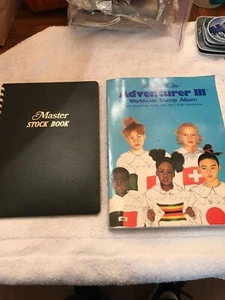 Master
STOCK BOOK
Adventurer III
Worldwide Stamp Album